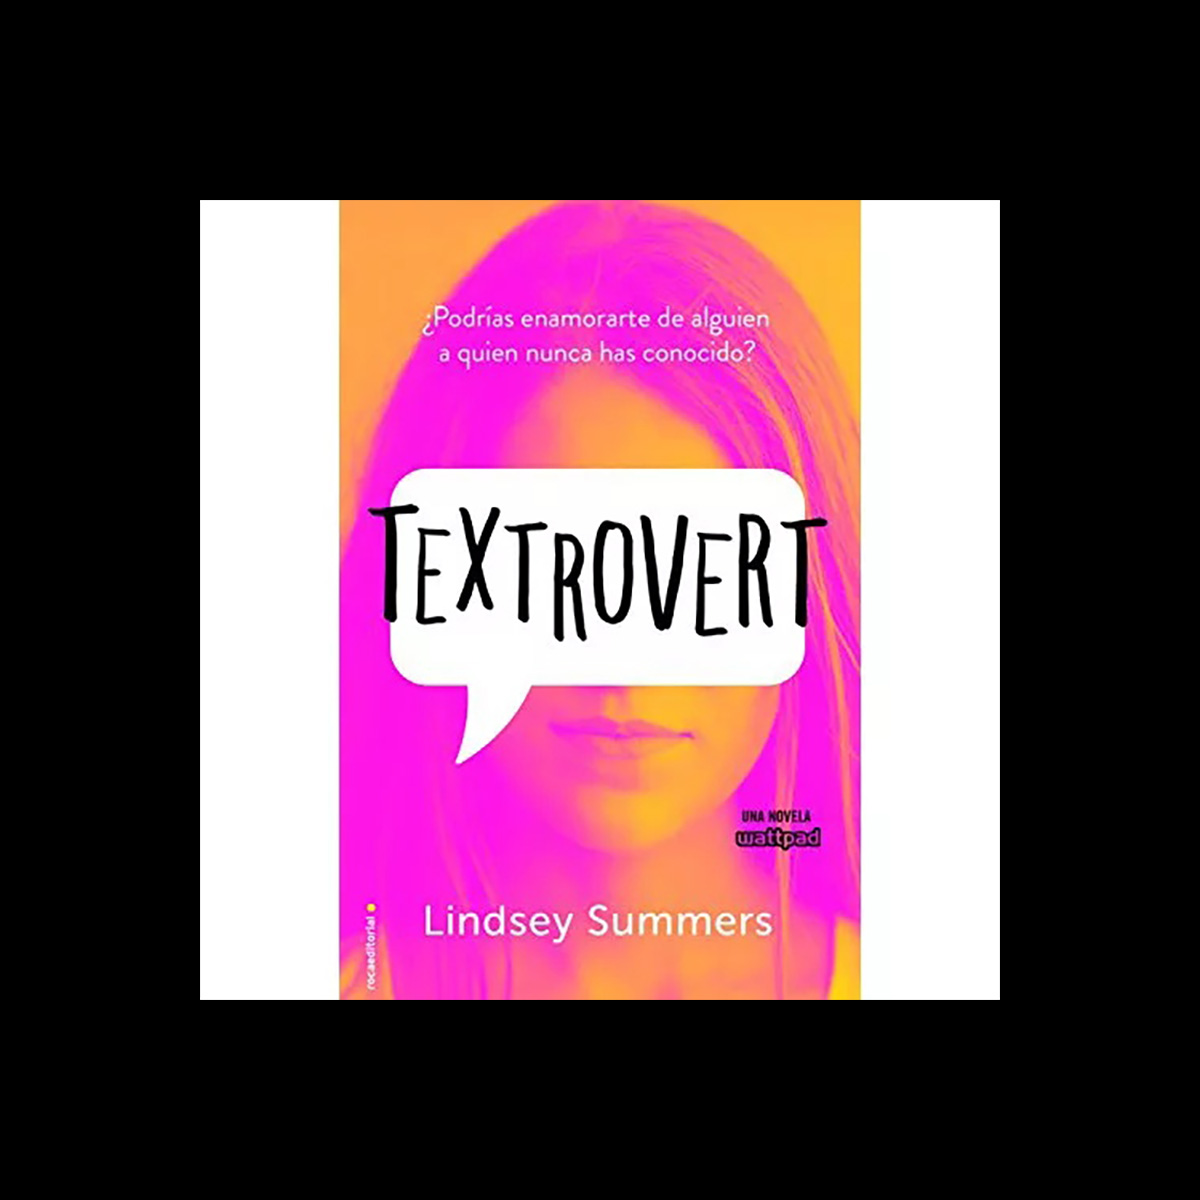 ¿Podrías enamorarte de alguien
a quien nunca has conocido?
TEXTROVERT
UNA NOVELA
wattpad
Lindsey Summers
rocaeditorial